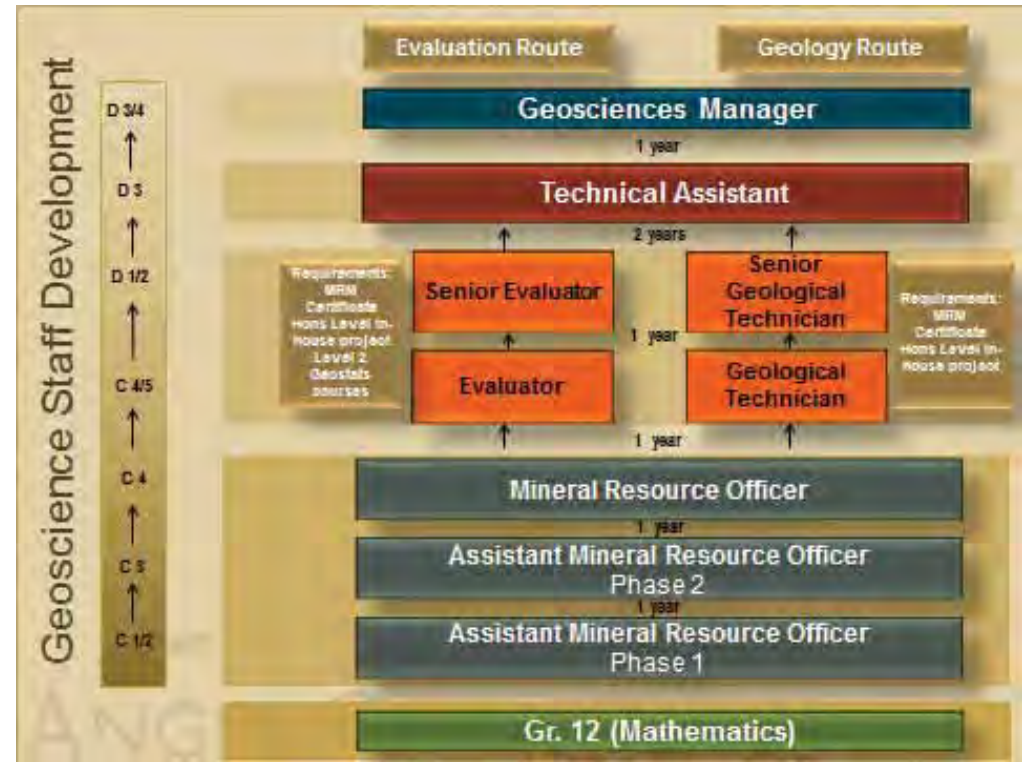 Geoscience Staff Development
Evaluation Route
Geology Route
D 3/4
Geosciences Manager
1 year
D 3
Technical Assistant
2 years
D 1/2
Requirements:
MRM
Certificate
Hons Level In-
house project
Level 2
Geostats
courses
Senior Evaluator
Senior
Geological
Technician
Requirements:
MRM
Certificate
Hons Level In-
house project
1 year
C 4/5
Evaluator
Geological
Technician
1 year
C 4
Mineral Resource Officer
1 year
C 3
Assistant Mineral Resource Officer
Phase 2
1 year
C 1/2
Assistant Mineral Resource Officer
Phase 1
Gr. 12 (Mathematics)